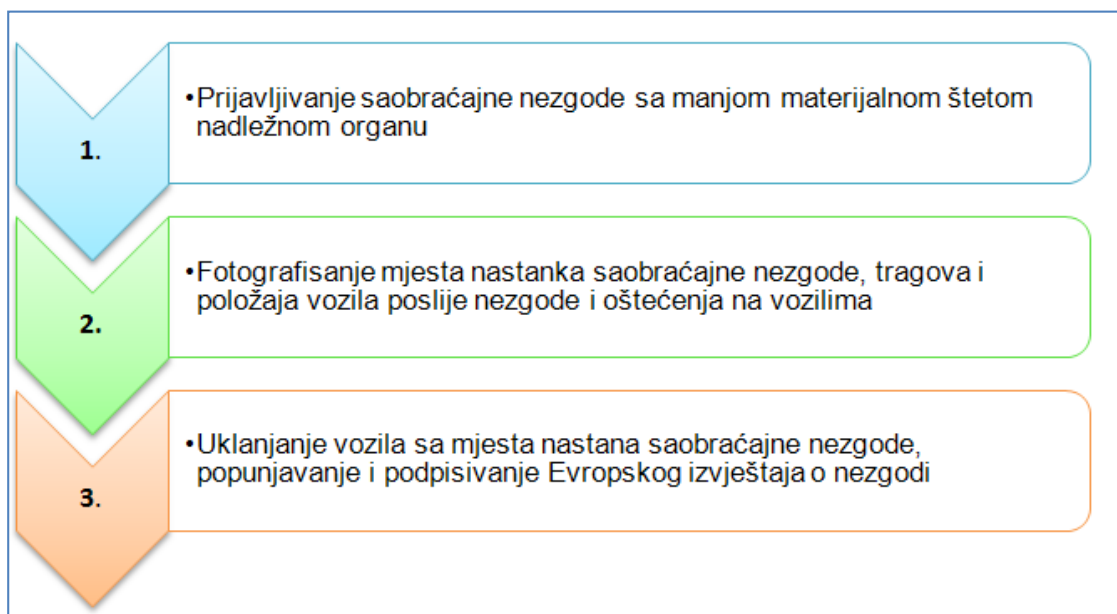 1.
•Prijavljivanje saobraćajne nezgode sa manjom materijalnom štetom
nadležnom organu
2.
•Fotografisanje mjesta nastanka saobraćajne nezgode, tragova i
položaja vozila poslije nezgode i oštećenja na vozilima
3.
•Uklanjanje vozila sa mjesta nastana saobraćajne nezgode,
popunjavanje i podpisivanje Evropskog izvještaja o nezgodi